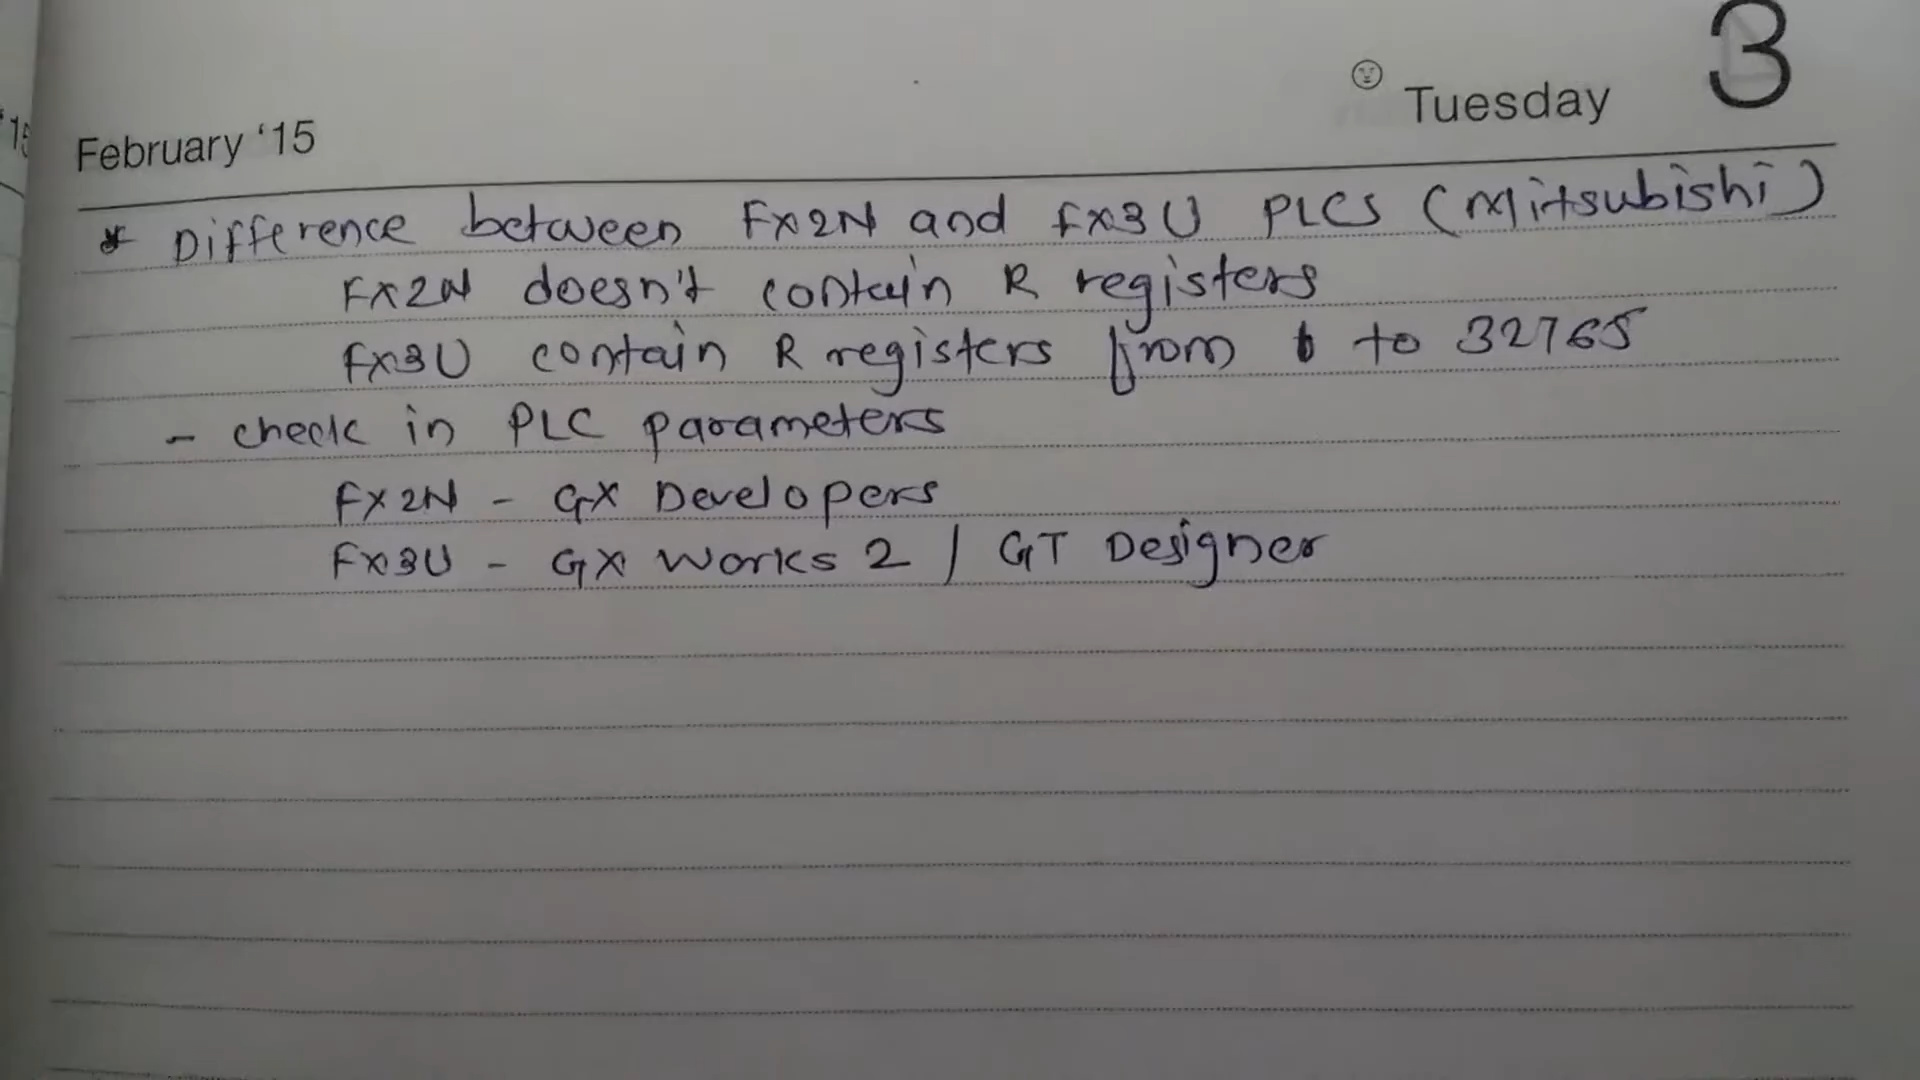 February '15 Tuesday 3
* Difference between FX2N and FX3U PLCS (Mitsubishi)
FX2N doesn't contain R registers
FX3U contain R registers from to 32765
- check in PLC parameters
FX2N - GX Developers
FX3U - GX Works 2 / GT Designer